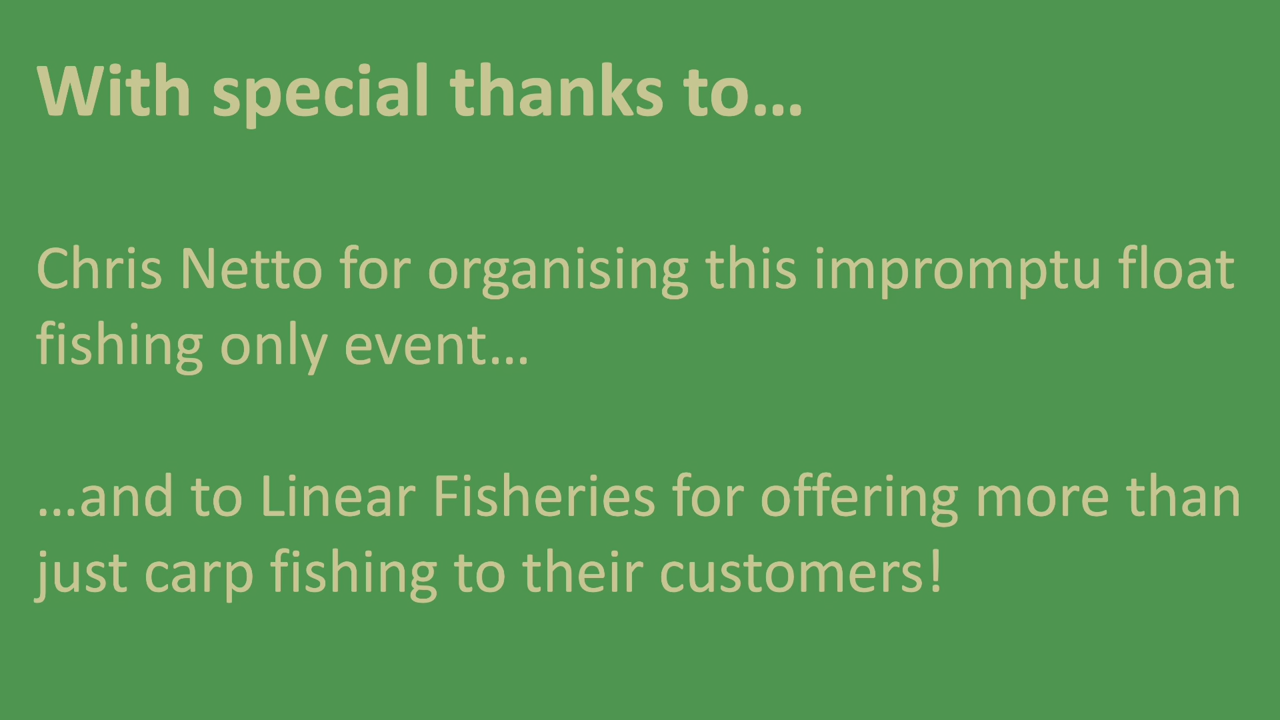 With special thanks to…
Chris Netto for organising this impromptu float
fishing only event…
…and to Linear Fisheries for offering more than
just carp fishing to their customers!